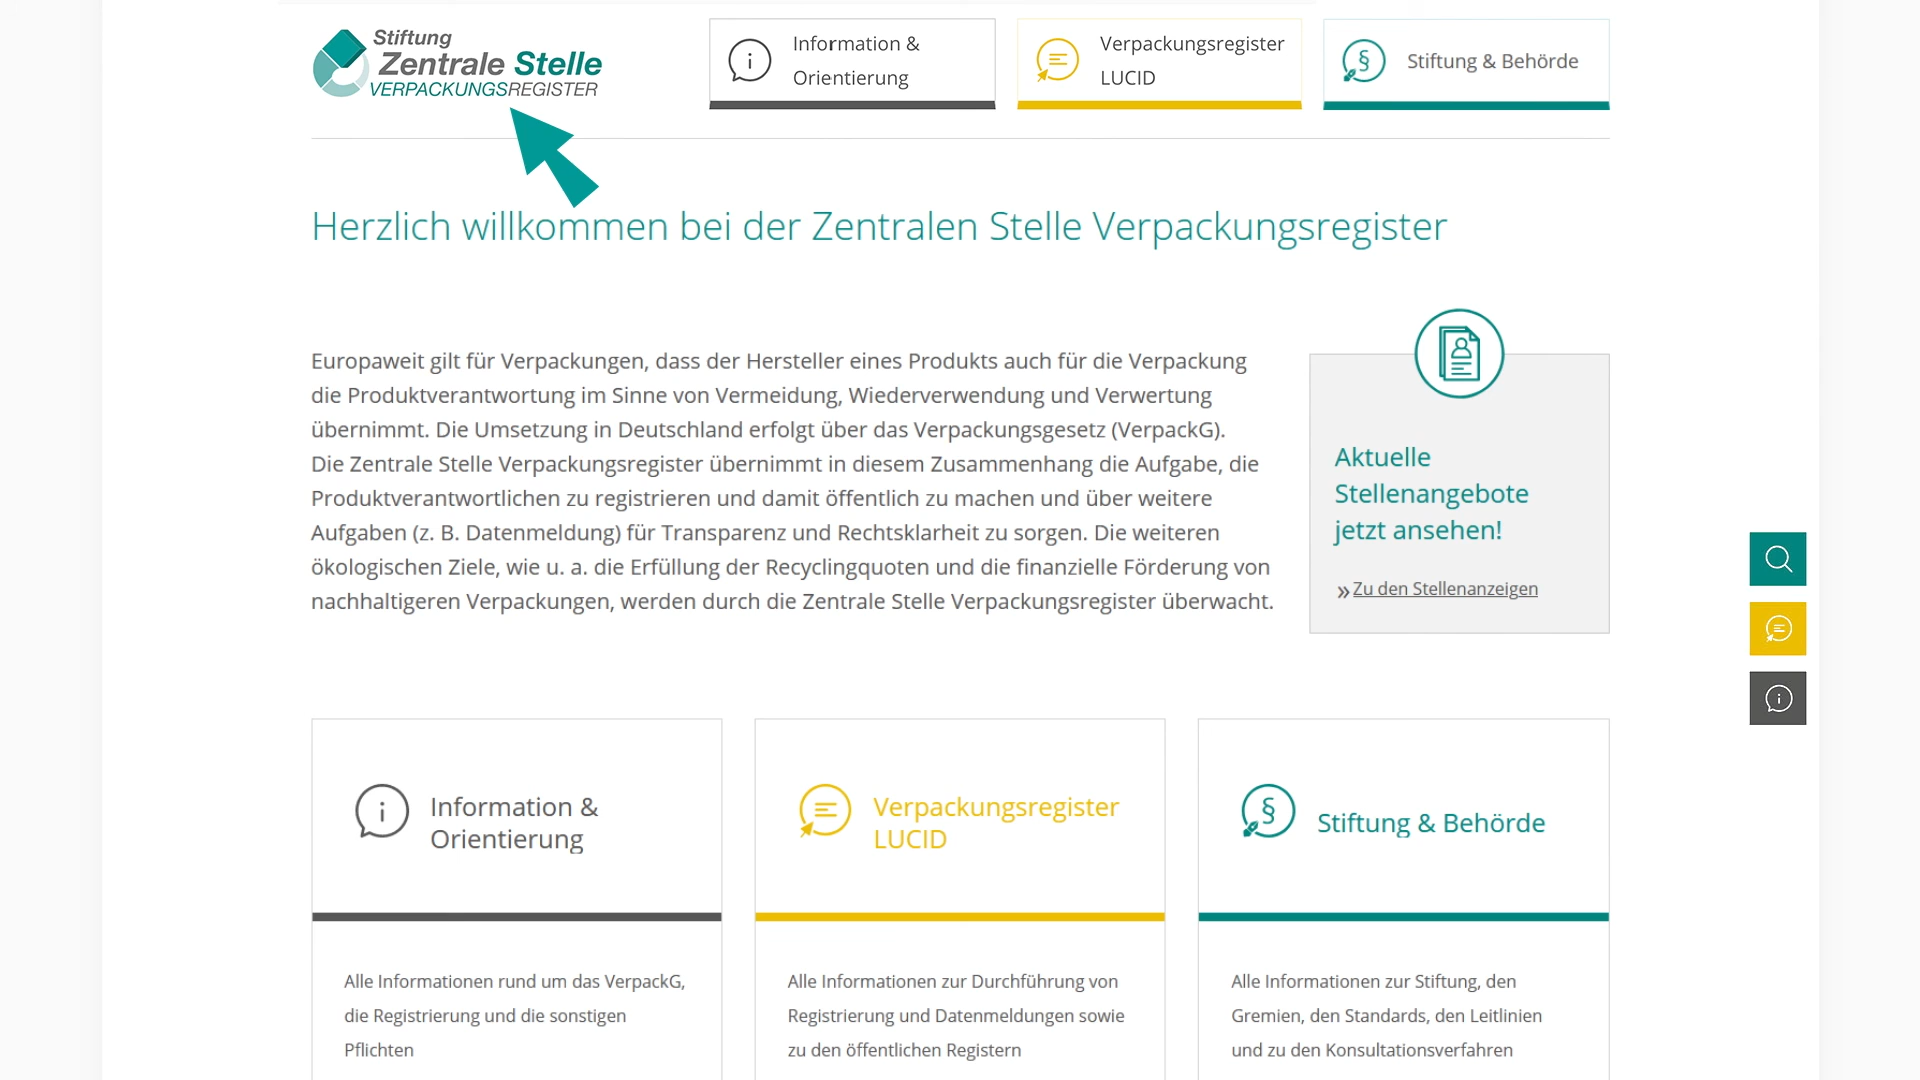 Stiftung
Zentrale Stelle
VERPACKUNGSREGISTER
Information &
Orientierung
Verpackungsregister
LUCID
Stiftung & Behörde
Herzlich willkommen bei der Zentralen Stelle Verpackungsregister
Europaweit gilt für Verpackungen, dass der Hersteller eines Produkts auch für die Verpackung
die Produktverantwortung im Sinne von Vermeidung, Wiederverwendung und Verwertung
übernimmt. Die Umsetzung in Deutschland erfolgt über das Verpackungsgesetz (VerpackG).
Die Zentrale Stelle Verpackungsregister übernimmt in diesem Zusammenhang die Aufgabe, die
Produktverantwortlichen zu registrieren und damit öffentlich zu machen und über weitere
Aufgaben (z. B. Datenmeldung) für Transparenz und Rechtsklarheit zu sorgen. Die weiteren
ökologischen Ziele, wie u. a. die Erfüllung der Recyclingquoten und die finanzielle Förderung von
nachhaltigeren Verpackungen, werden durch die Zentrale Stelle Verpackungsregister überwacht.
Aktuelle
Stellenangebote
jetzt ansehen!
» Zu den Stellenanzeigen
Information &
Orientierung
Alle Informationen rund um das VerpackG,
die Registrierung und die sonstigen
Pflichten
Verpackungsregister
LUCID
Alle Informationen zur Durchführung von
Registrierung und Datenmeldungen sowie
zu den öffentlichen Registern
Stiftung & Behörde
Alle Informationen zur Stiftung, den
Gremien, den Standards, den Leitlinien
und zu den Konsultationsverfahren